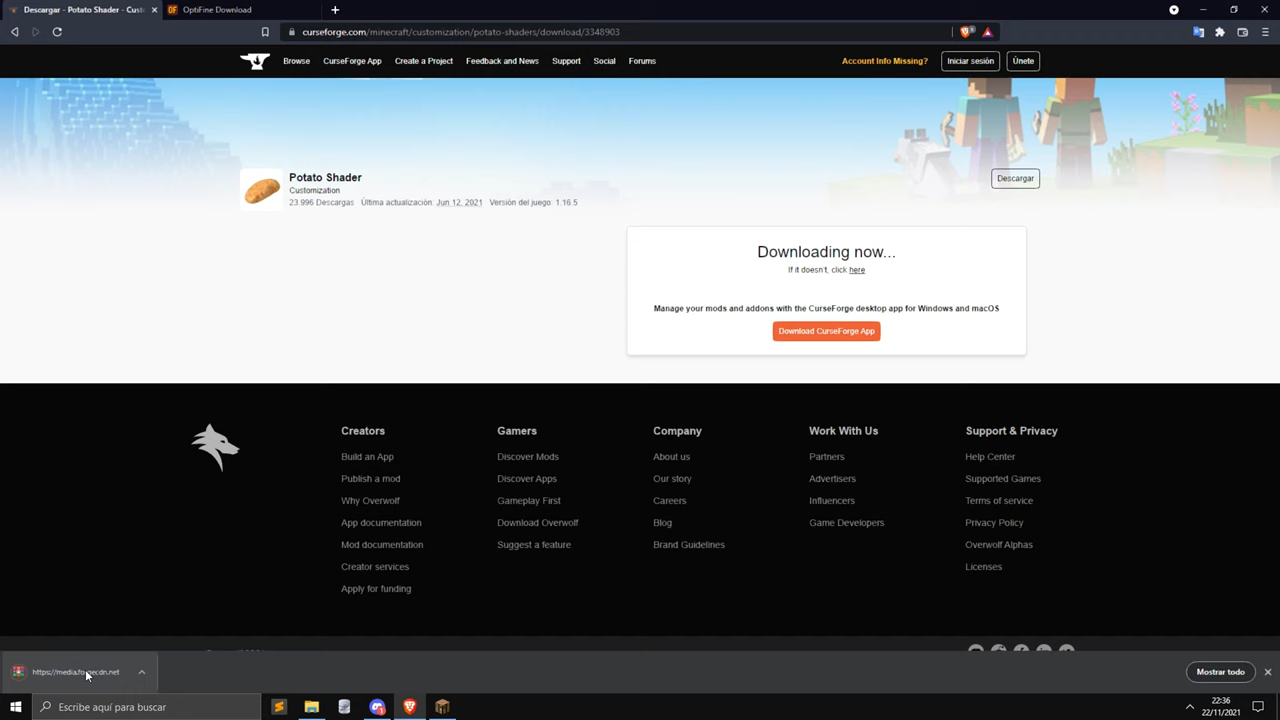 Descargar - Potato Shader - Cust
OptiFine Download
curseforge.com/minecraft/customization/potato-shaders/download/3348903
Browse
CurseForge App
Create a Project
Feedback and News
Support
Social
Forums
Account Info Missing?
Iniciar sesión
Únete
Potato Shader
Customization
23.996 Descargas Última actualización: Jun 12, 2021 Versión del juego: 1.16.5
Descargar
Downloading now...
If it doesn't, click here
Manage your mods and addons with the CurseForge desktop app for Windows and macOS
Download CurseForge App
Creators
Build an App
Publish a mod
Why Overwolf
App documentation
Mod documentation
Creator services
Apply for funding
Gamers
Discover Mods
Discover Apps
Gameplay First
Download Overwolf
Suggest a feature
Company
About us
Our story
Careers
Blog
Brand Guidelines
Work With Us
Partners
Advertisers
Influencers
Game Developers
Support & Privacy
Help Center
Supported Games
Terms of service
Privacy Policy
Overwolf Alphas
Licenses
https://media.forgecdn.net
Mostrar todo
Escribe aquí para buscar
22:36
22/11/2021